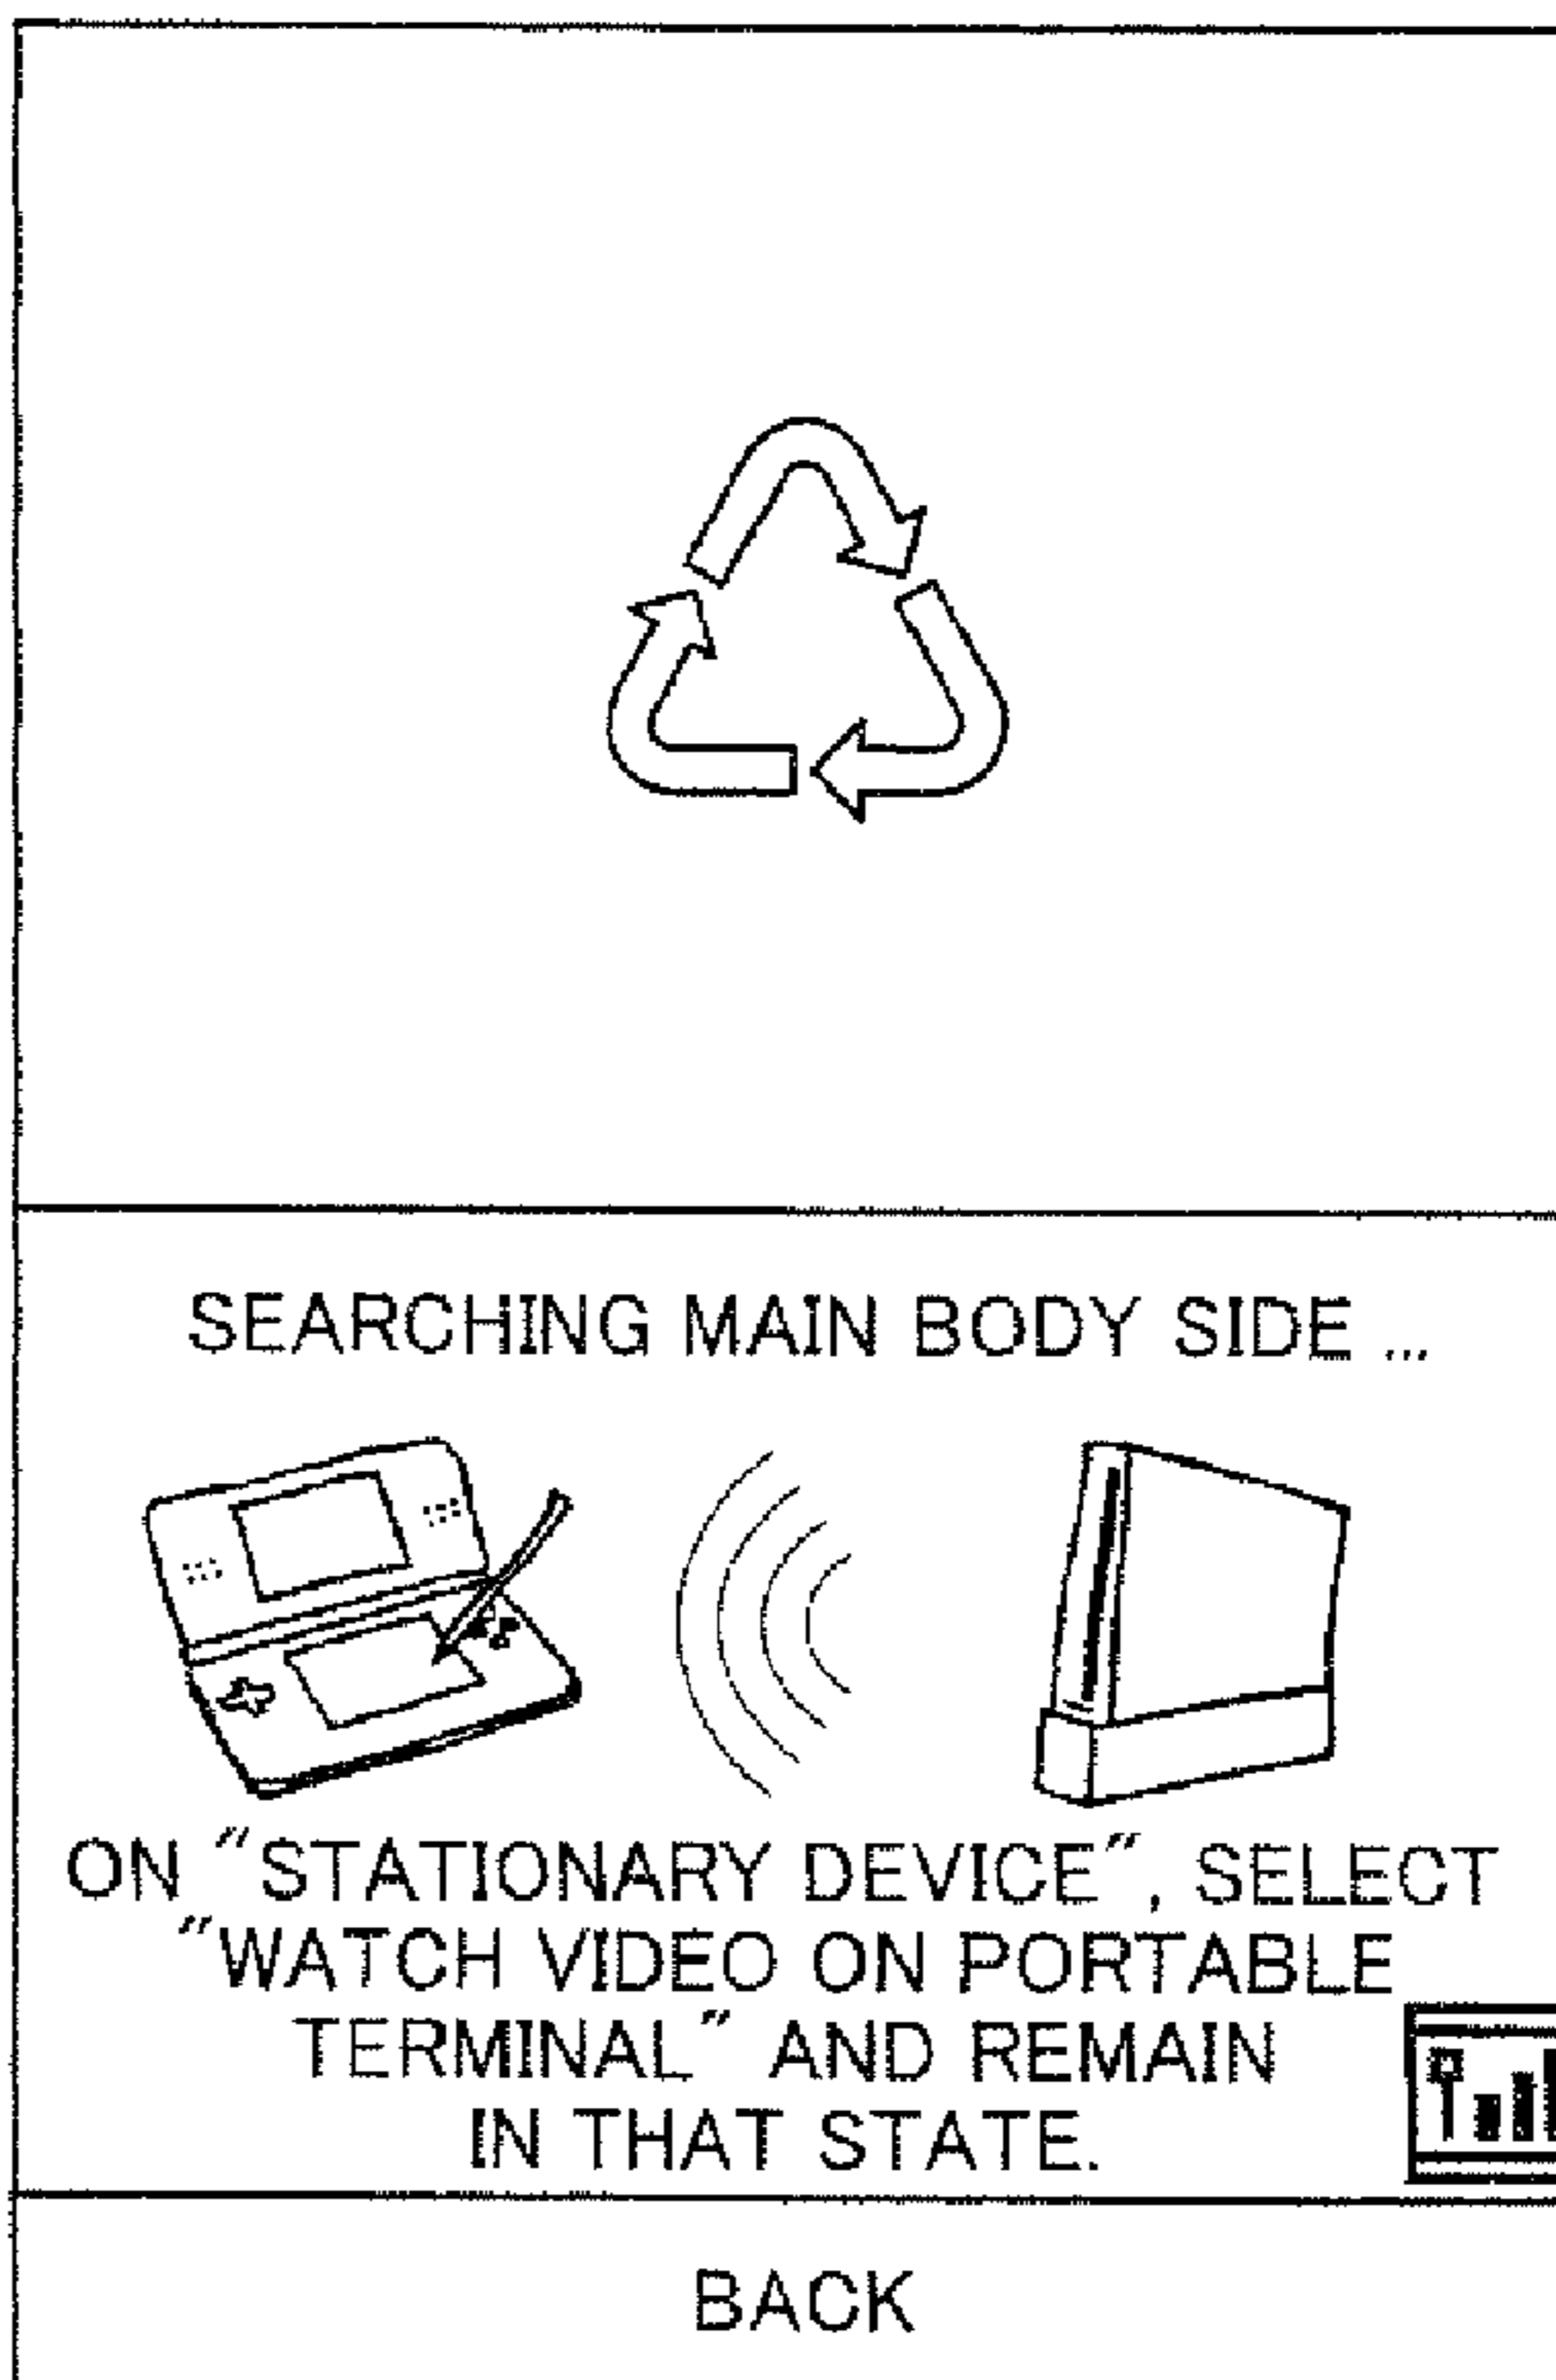 SEARCHING MAIN BODY SIDE ...
ON "STATIONARY DEVICE", SELECT
"WATCH VIDEO ON PORTABLE
TERMINAL" AND REMAIN
IN THAT STATE.
BACK